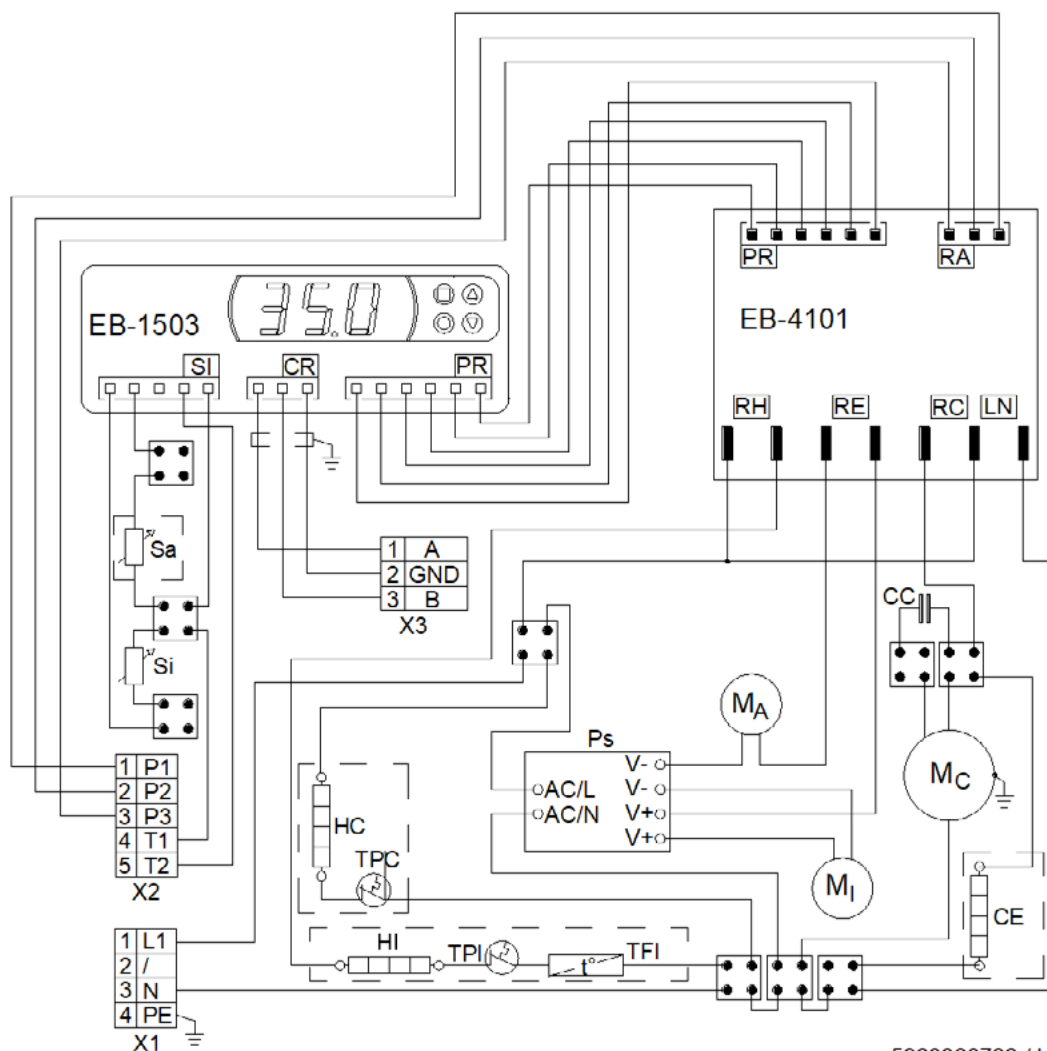 PR
RA
EB-1503
35.0
EB-4101
SI
CR
PR
RH
RE
RC
LN
Sa
1 A
2 GND
3 B
X3
CC
Si
MA
Ps
V-
V-
V+
V+
AC/L
AC/N
MC
1 P1
2 P2
3 P3
4 T1
5 T2
X2
HC
TPC
MI
CE
1 L1
2 /
3 N
4 PE
X1
HI
TPI
t°
TFI